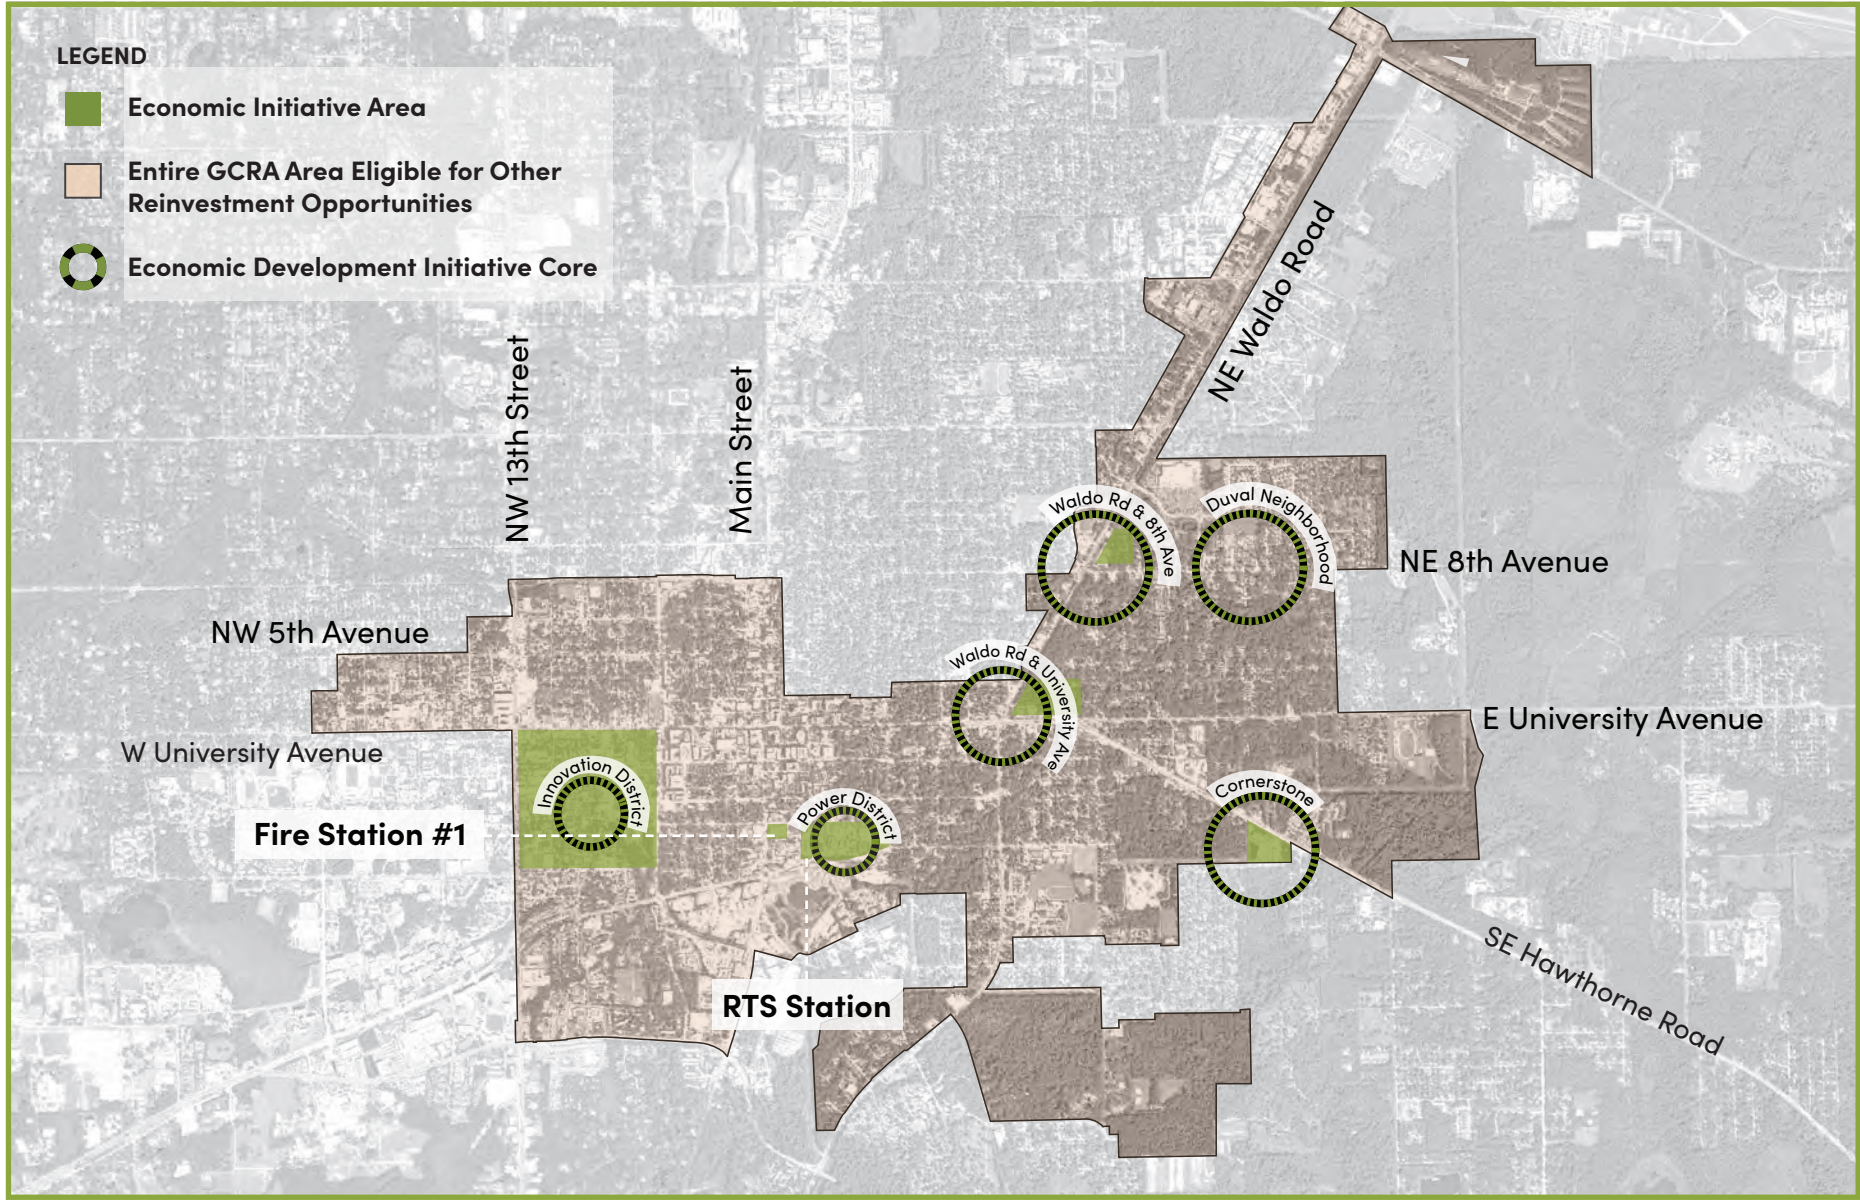 LEGEND
Economic Initiative Area
Entire GCRA Area Eligible for Other
Reinvestment Opportunities
Economic Development Initiative Core
NE Waldo Road
NW 13th Street
Main Street
Waldo Rd & 8th Ave
Duval Neighborhood
NE 8th Avenue
NW 5th Avenue
Waldo Rd & University Ave
E University Avenue
W University Avenue
Innovation District
Power District
Cornerstone
Fire Station #1
SE Hawthorne Road
RTS Station